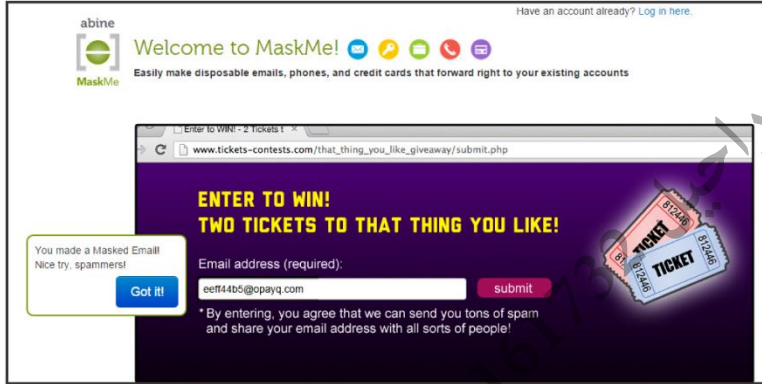 Have an account already? Log in here.
abine
MaskMe
Welcome to MaskMe!
Easily make disposable emails, phones, and credit cards that forward right to your existing accounts
Enter to WIN! - 2 Tickets t
www.tickets-contests.com/that_thing_you_like_giveaway/submit.php
ENTER TO WIN!
TWO TICKETS TO THAT THING YOU LIKE!
812446
TICKET
812446
TICKET
812446
You made a Masked Email!
Nice try, spammers!
Got it!
Email address (required):
eeff44b5@opayq.com
submit
* By entering, you agree that we can send you tons of spam
and share your email address with all sorts of people!